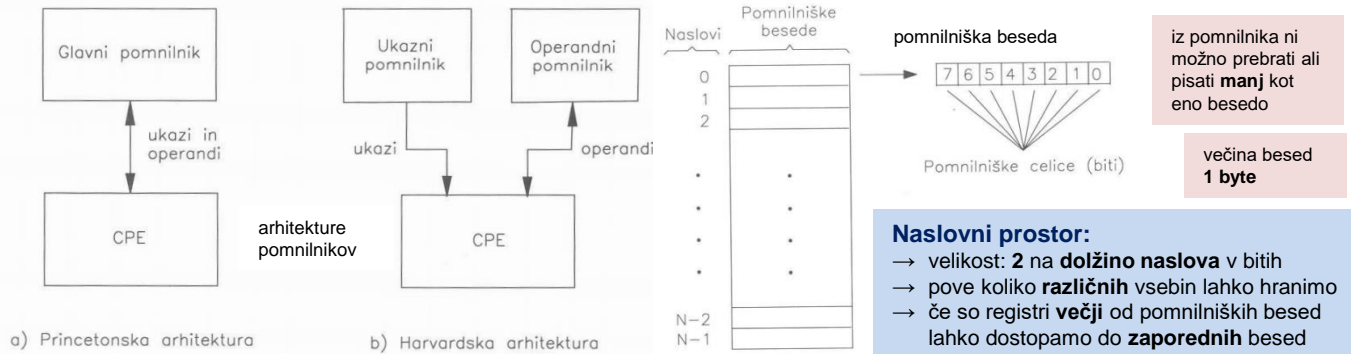 Glavni pomnilnik
ukazi in
operandi
CPE
a) Princetonska arhitektura
arhitekture
pomnilnikov
Ukazni
pomnilnik
Operandni
pomnilnik
ukazi
operandi
CPE
b) Harvardska arhitektura
Naslovi
Pomnilniške
besede
0
1
2
N-2
N-1
pomnilniška beseda
7 6 5 4 3 2 1 0
Pomnilniške celice (biti)
iz pomnilnika ni
možno prebrati ali
pisati manj kot
eno besedo
večina besed
1 byte
Naslovni prostor:
→ velikost: 2 na dolžino naslova v bitih
→ pove koliko različnih vsebin lahko hranimo
→ če so registri večji od pomnilniških besed
lahko dostopamo do zaporednih besed